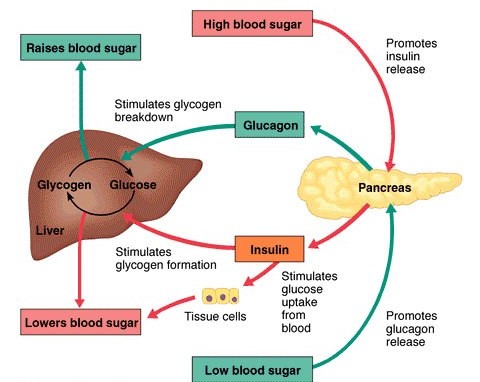 High blood sugar
Raises blood sugar
Promotes
insulin
release
Stimulates glycogen
breakdown
Glucagon
Glycogen
Glucose
Pancreas
Liver
Insulin
Stimulates
glycogen formation
Stimulates
glucose
uptake
from
blood
Tissue cells
Lowers blood sugar
Promotes
glucagon
release
Low blood sugar